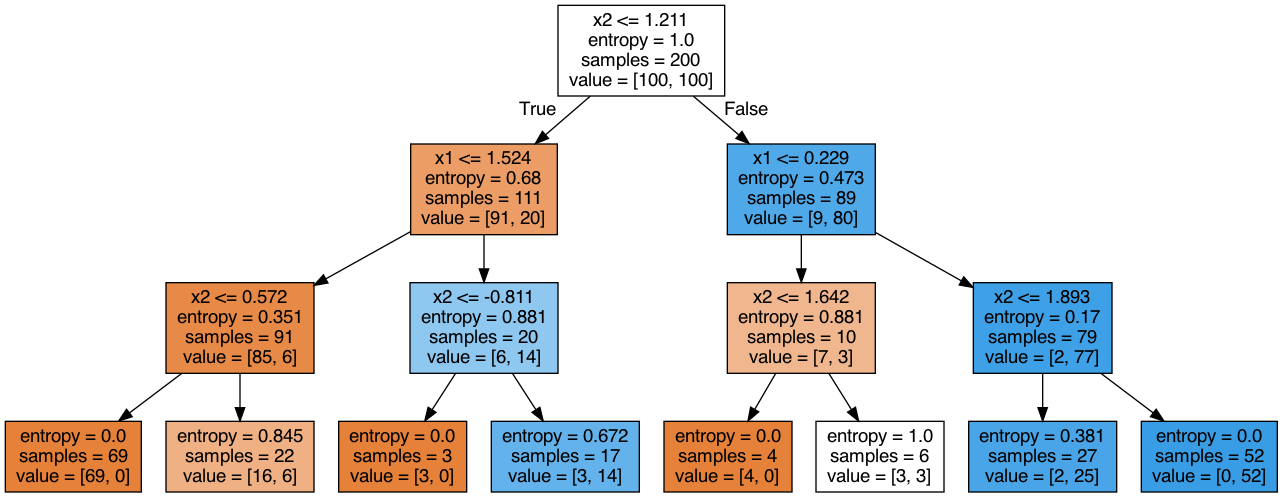 x2 <= 1.211
entropy = 1.0
samples = 200
value = [100, 100]
True
False
x1 <= 1.524
entropy = 0.68
samples = 111
value = [91, 20]
x1 <= 0.229
entropy = 0.473
samples = 89
value = [9, 80]
x2 <= 0.572
entropy = 0.351
samples = 91
value = [85, 6]
x2 <= -0.811
entropy = 0.881
samples = 20
value = [6, 14]
x2 <= 1.642
entropy = 0.881
samples = 10
value = [7, 3]
x2 <= 1.893
entropy = 0.17
samples = 79
value = [2, 77]
entropy = 0.0
samples = 69
value = [69, 0]
entropy = 0.845
samples = 22
value = [16, 6]
entropy = 0.0
samples = 3
value = [3, 0]
entropy = 0.672
samples = 17
value = [3, 14]
entropy = 0.0
samples = 4
value = [4, 0]
entropy = 1.0
samples = 6
value = [3, 3]
entropy = 0.381
samples = 27
value = [2, 25]
entropy = 0.0
samples = 52
value = [0, 52]